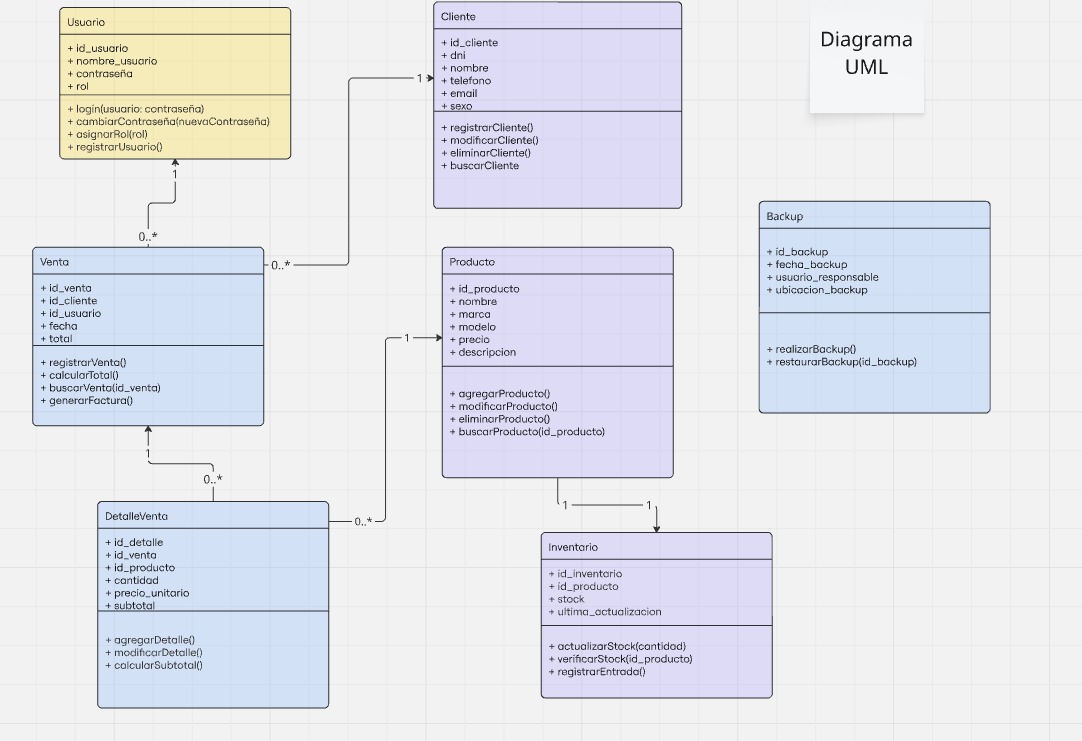 Usuario
+ id_usuario
+ nombre_usuario
+ contraseña
+ rol
+ login(usuario: contraseña)
+ cambiarContraseña(nuevaContraseña)
+ asignarRol(rol)
+ registrarUsuario()
Cliente
+ id_cliente
+ dni
+ nombre
+ telefono
+ email
+ sexo
+ registrarCliente()
+ modificarCliente()
+ eliminarCliente()
+ buscarCliente
Diagrama
UML
1
1
0..*
0..*
Venta
+ id_venta
+ id_cliente
+ id_usuario
+ fecha
+ total
+ registrarVenta()
+ calcularTotal()
+ buscarVenta(id_venta)
+ generarFactura()
Producto
+ id_producto
+ nombre
+ marca
+ modelo
+ precio
+ descripcion
+ agregarProducto()
+ modificarProducto()
+ eliminarProducto()
+ buscarProducto(id_producto)
Backup
+ id_backup
+ fecha_backup
+ usuario_responsable
+ ubicacion_backup
+ realizarBackup()
+ restaurarBackup(id_backup)
1
1
0..*
0..*
1
1
DetalleVenta
+ id_detalle
+ id_venta
+ id_producto
+ cantidad
+ precio_unitario
+ subtotal
+ agregarDetalle()
+ modificarDetalle()
+ calcularSubtotal()
Inventario
+ id_inventario
+ id_producto
+ stock
+ ultima_actualizacion
+ actualizarStock(cantidad)
+ verificarStock(id_producto)
+ registrarEntrada()